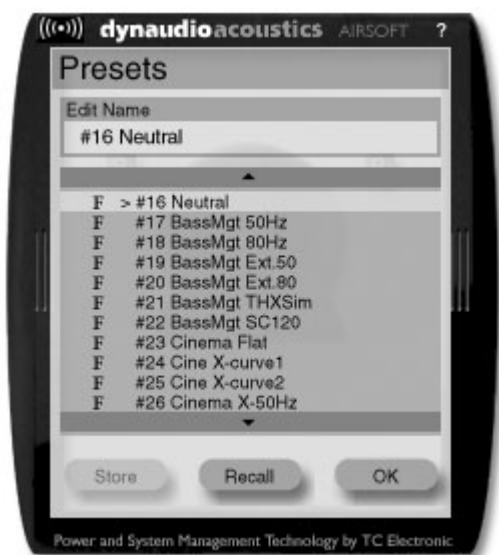 dynaudioacoustics AIRSOFT ?
Presets
Edit Name
#16 Neutral
F > #16 Neutral
F #17 BassMgt 50Hz
F #18 BassMgt 80Hz
F #19 BassMgt Ext.50
F #20 BassMgt Ext.80
F #21 BassMgt THXSim
F #22 BassMgt SC120
F #23 Cinema Flat
F #24 Cine X-curve1
F #25 Cine X-curve2
F #26 Cinema X-50Hz
Store Recall OK
Power and System Management Technology by TC Electronic